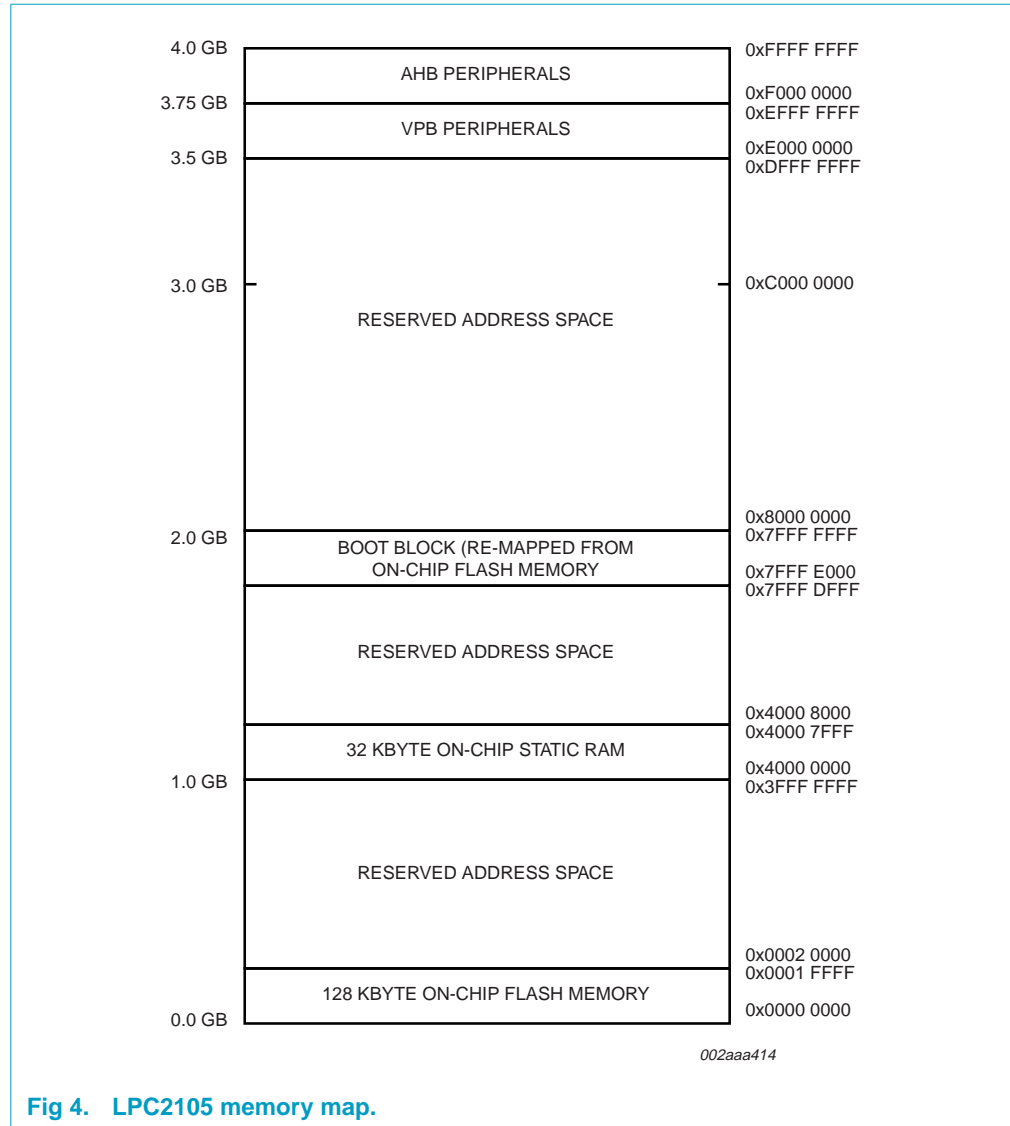 4.0 GB
0xFFFF FFFF
AHB PERIPHERALS
0xF000 0000
3.75 GB
0xEFFF FFFF
VPB PERIPHERALS
0xE000 0000
3.5 GB
0xDFFF FFFF
3.0 GB
0xC000 0000
RESERVED ADDRESS SPACE
0x8000 0000
2.0 GB
0x7FFF FFFF
BOOT BLOCK (RE-MAPPED FROM
ON-CHIP FLASH MEMORY
0x7FFF E000
0x7FFF DFFF
RESERVED ADDRESS SPACE
0x4000 8000
0x4000 7FFF
32 KBYTE ON-CHIP STATIC RAM
0x4000 0000
1.0 GB
0x3FFF FFFF
RESERVED ADDRESS SPACE
0x0002 0000
0x0001 FFFF
128 KBYTE ON-CHIP FLASH MEMORY
0x0000 0000
0.0 GB
002aaa414
Fig 4. LPC2105 memory map.